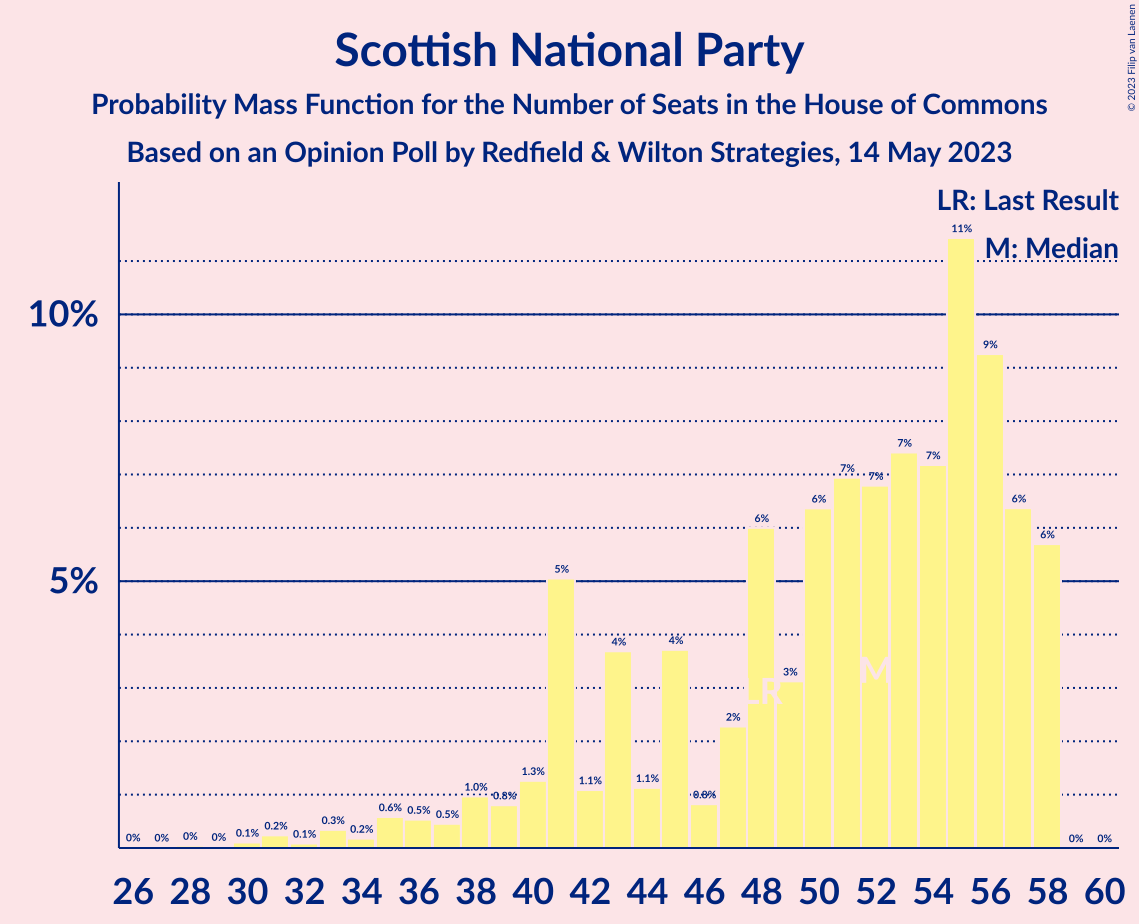 Scottish National Party
Probability Mass Function for the Number of Seats in the House of Commons
Based on an Opinion Poll by Redfield & Wilton Strategies, 14 May 2023
© 2023 Filip van Laenen
LR: Last Result
M: Median
10%
5%
0% 0% 0% 0% 0.1% 0.2% 0.1% 0.3% 0.2% 0.6% 0.5% 0.5% 1.0% 0.8% 1.3% 5% 1.1% 4% 1.1% 4% 0.8% 2% 6% 3% 6% 7% 7% 7% 7% 11% 9% 6% 6% 0% 0%
LR M
26 28 30 32 34 36 38 40 42 44 46 48 50 52 54 56 58 60